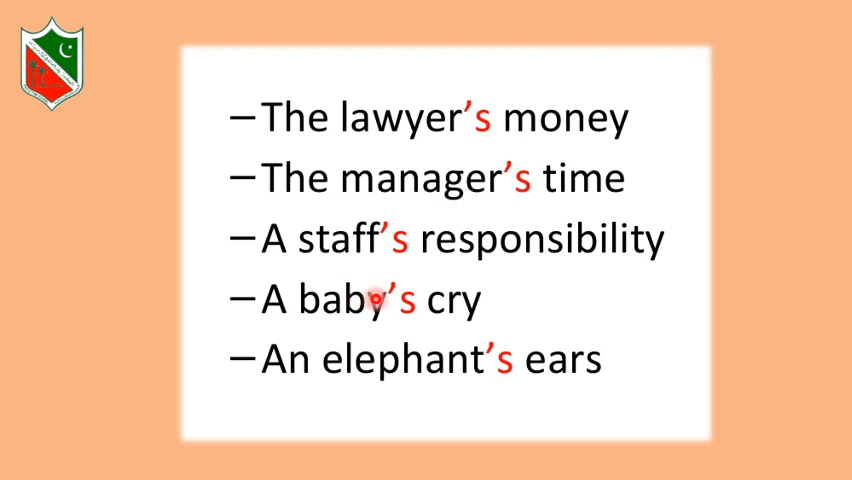 –The lawyer’s money
–The manager’s time
–A staff’s responsibility
–A baby’s cry
–An elephant’s ears